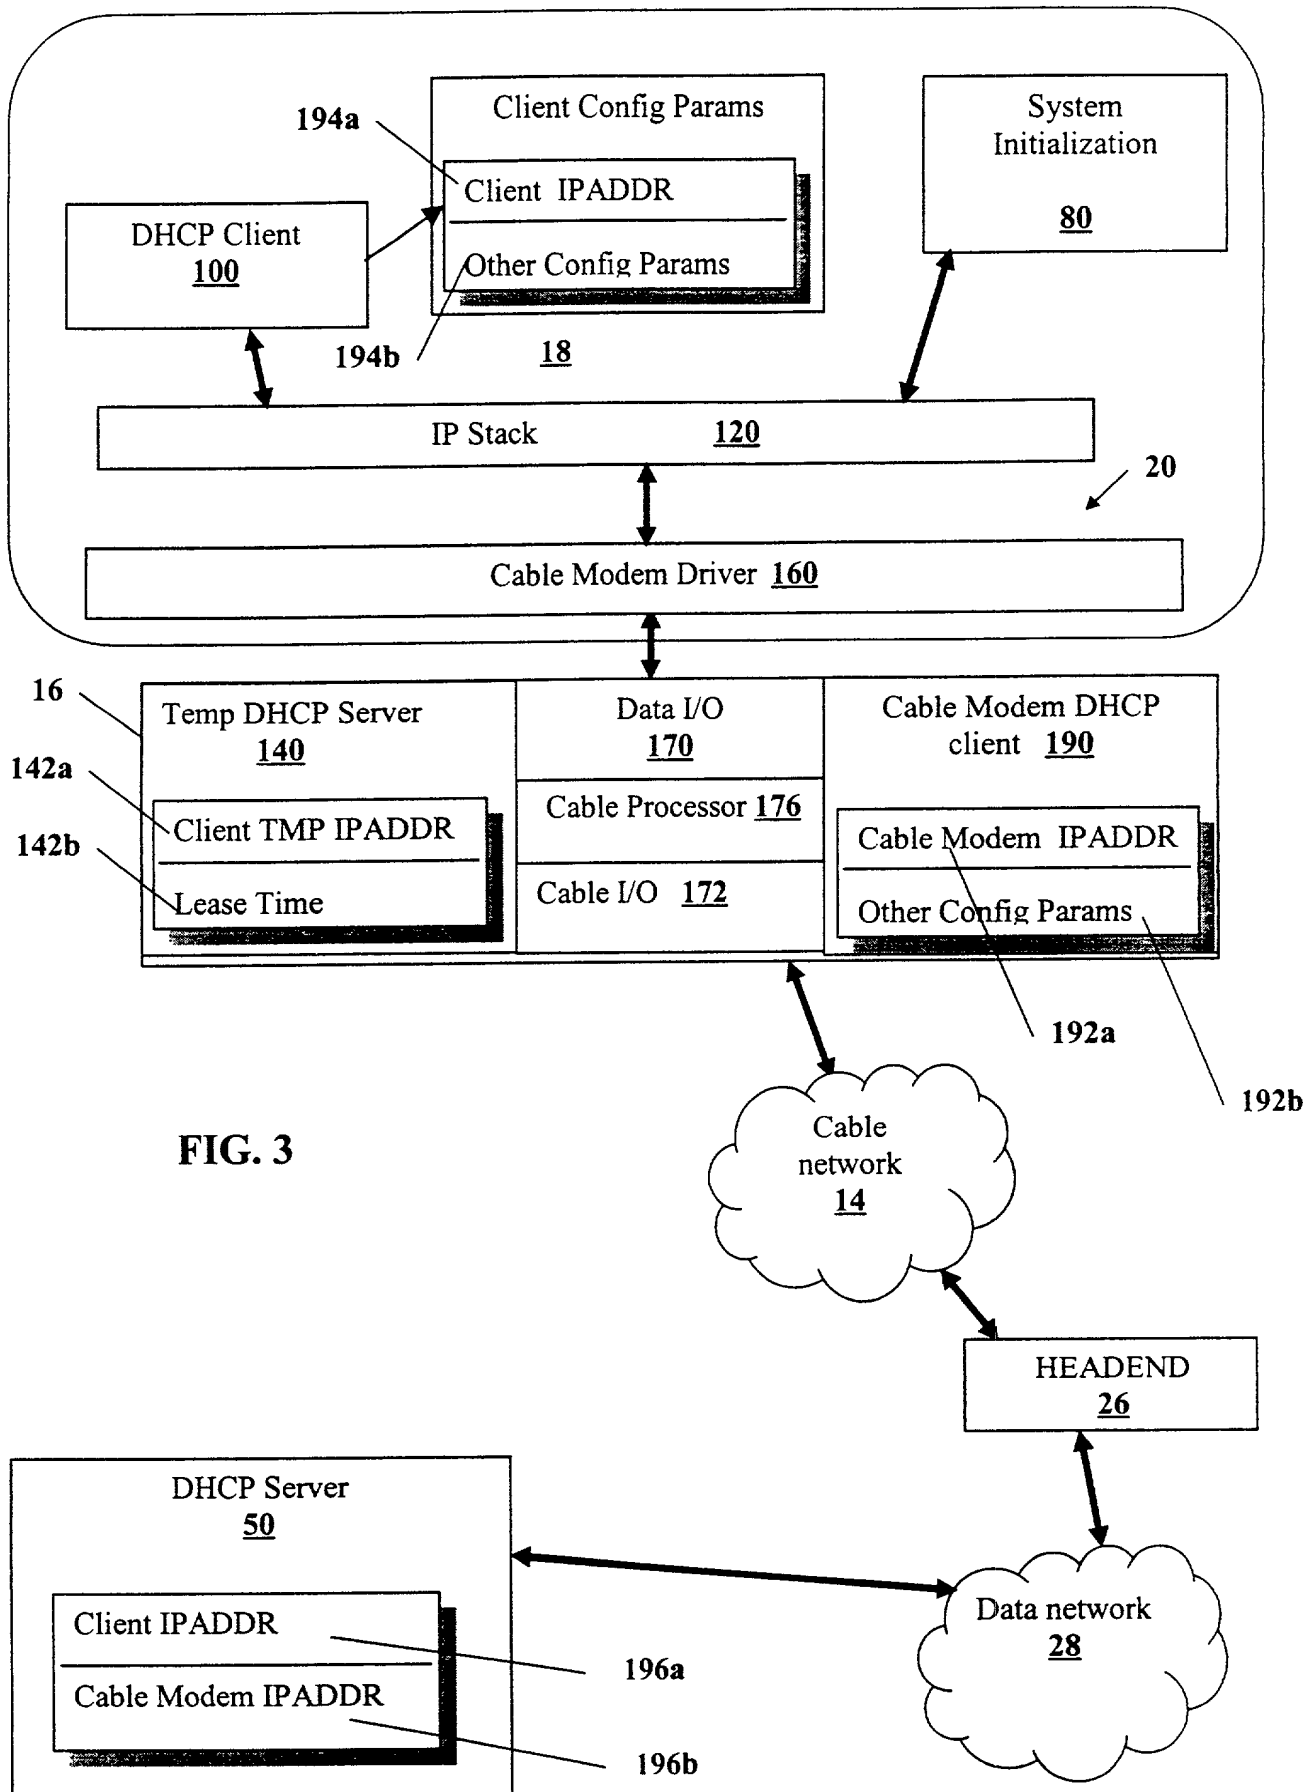 Client Config Params
System
Initialization
80
194a
Client IPADDR
Other Config Params
DHCP Client
100
194b
18
IP Stack 120
20
Cable Modem Driver 160
16
Temp DHCP Server
140
Data I/O
170
Cable Modem DHCP
client 190
142a
Client TMP IPADDR
142b
Lease Time
Cable Processor 176
Cable I/O 172
Cable Modem IPADDR
Other Config Params
192a
192b
FIG. 3
Cable
network
14
HEADEND
26
DHCP Server
50
Client IPADDR
Cable Modem IPADDR
196a
196b
Data network
28